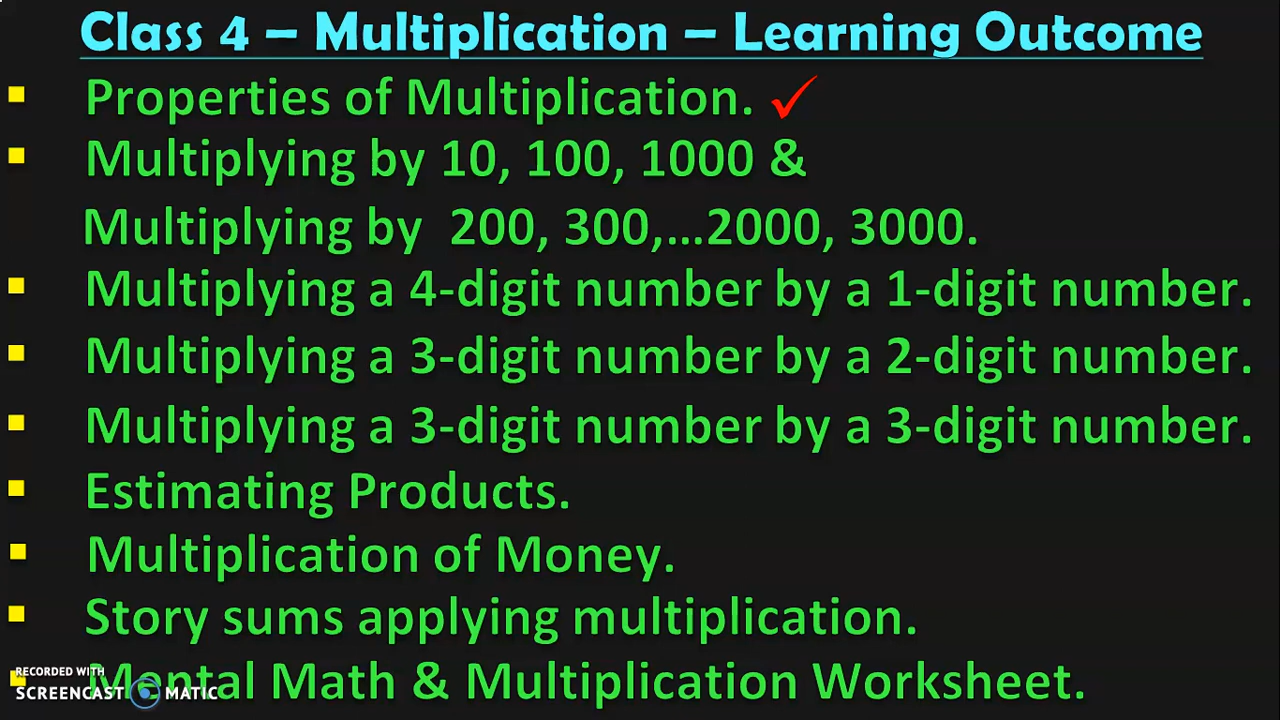 Class 4 – Multiplication – Learning Outcome
Properties of Multiplication.
Multiplying by 10, 100, 1000 &
Multiplying by 200, 300,...2000, 3000.
Multiplying a 4-digit number by a 1-digit number.
Multiplying a 3-digit number by a 2-digit number.
Multiplying a 3-digit number by a 3-digit number.
Estimating Products.
Multiplication of Money.
Story sums applying multiplication.
Mental Math & Multiplication Worksheet.
RECORDED WITH
SCREENCAST MATIC